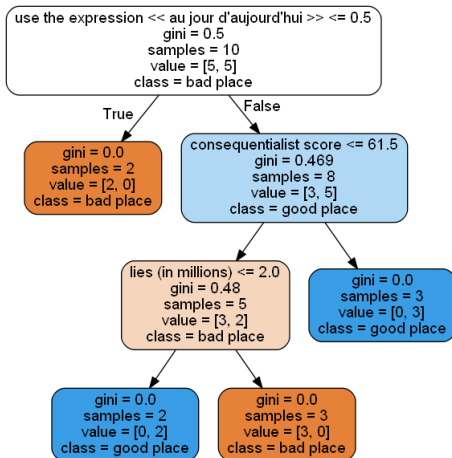 use the expression << au jour d'aujourd'hui >> <= 0.5
gini = 0.5
samples = 10
value = [5, 5]
class = bad place
True
False
gini = 0.0
samples = 2
value = [2, 0]
class = bad place
consequentialist score <= 61.5
gini = 0.469
samples = 8
value = [3, 5]
class = good place
lies (in millions) <= 2.0
gini = 0.48
samples = 5
value = [3, 2]
class = bad place
gini = 0.0
samples = 3
value = [0, 3]
class = good place
gini = 0.0
samples = 2
value = [0, 2]
class = good place
gini = 0.0
samples = 3
value = [3, 0]
class = bad place